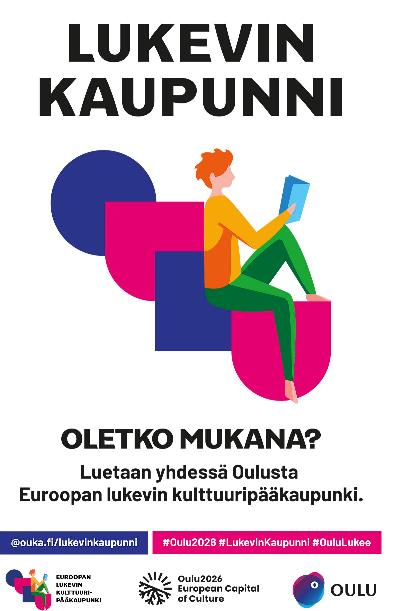 LUKEVIN
KAUPUNNI
OLETKO MUKANA?
Luetaan yhdessä Oulusta
Euroopan lukevin kulttuuripääkaupunki.
@ouka.fi/lukevinkaupunni
#Oulu2026 #LukevinKaupunni #OuluLukee
EUROOPAN
LUKEVIN
KULTTUURI-
PÄÄKAUPUNKI
Oulu2026
European Capital
of Culture
OULU